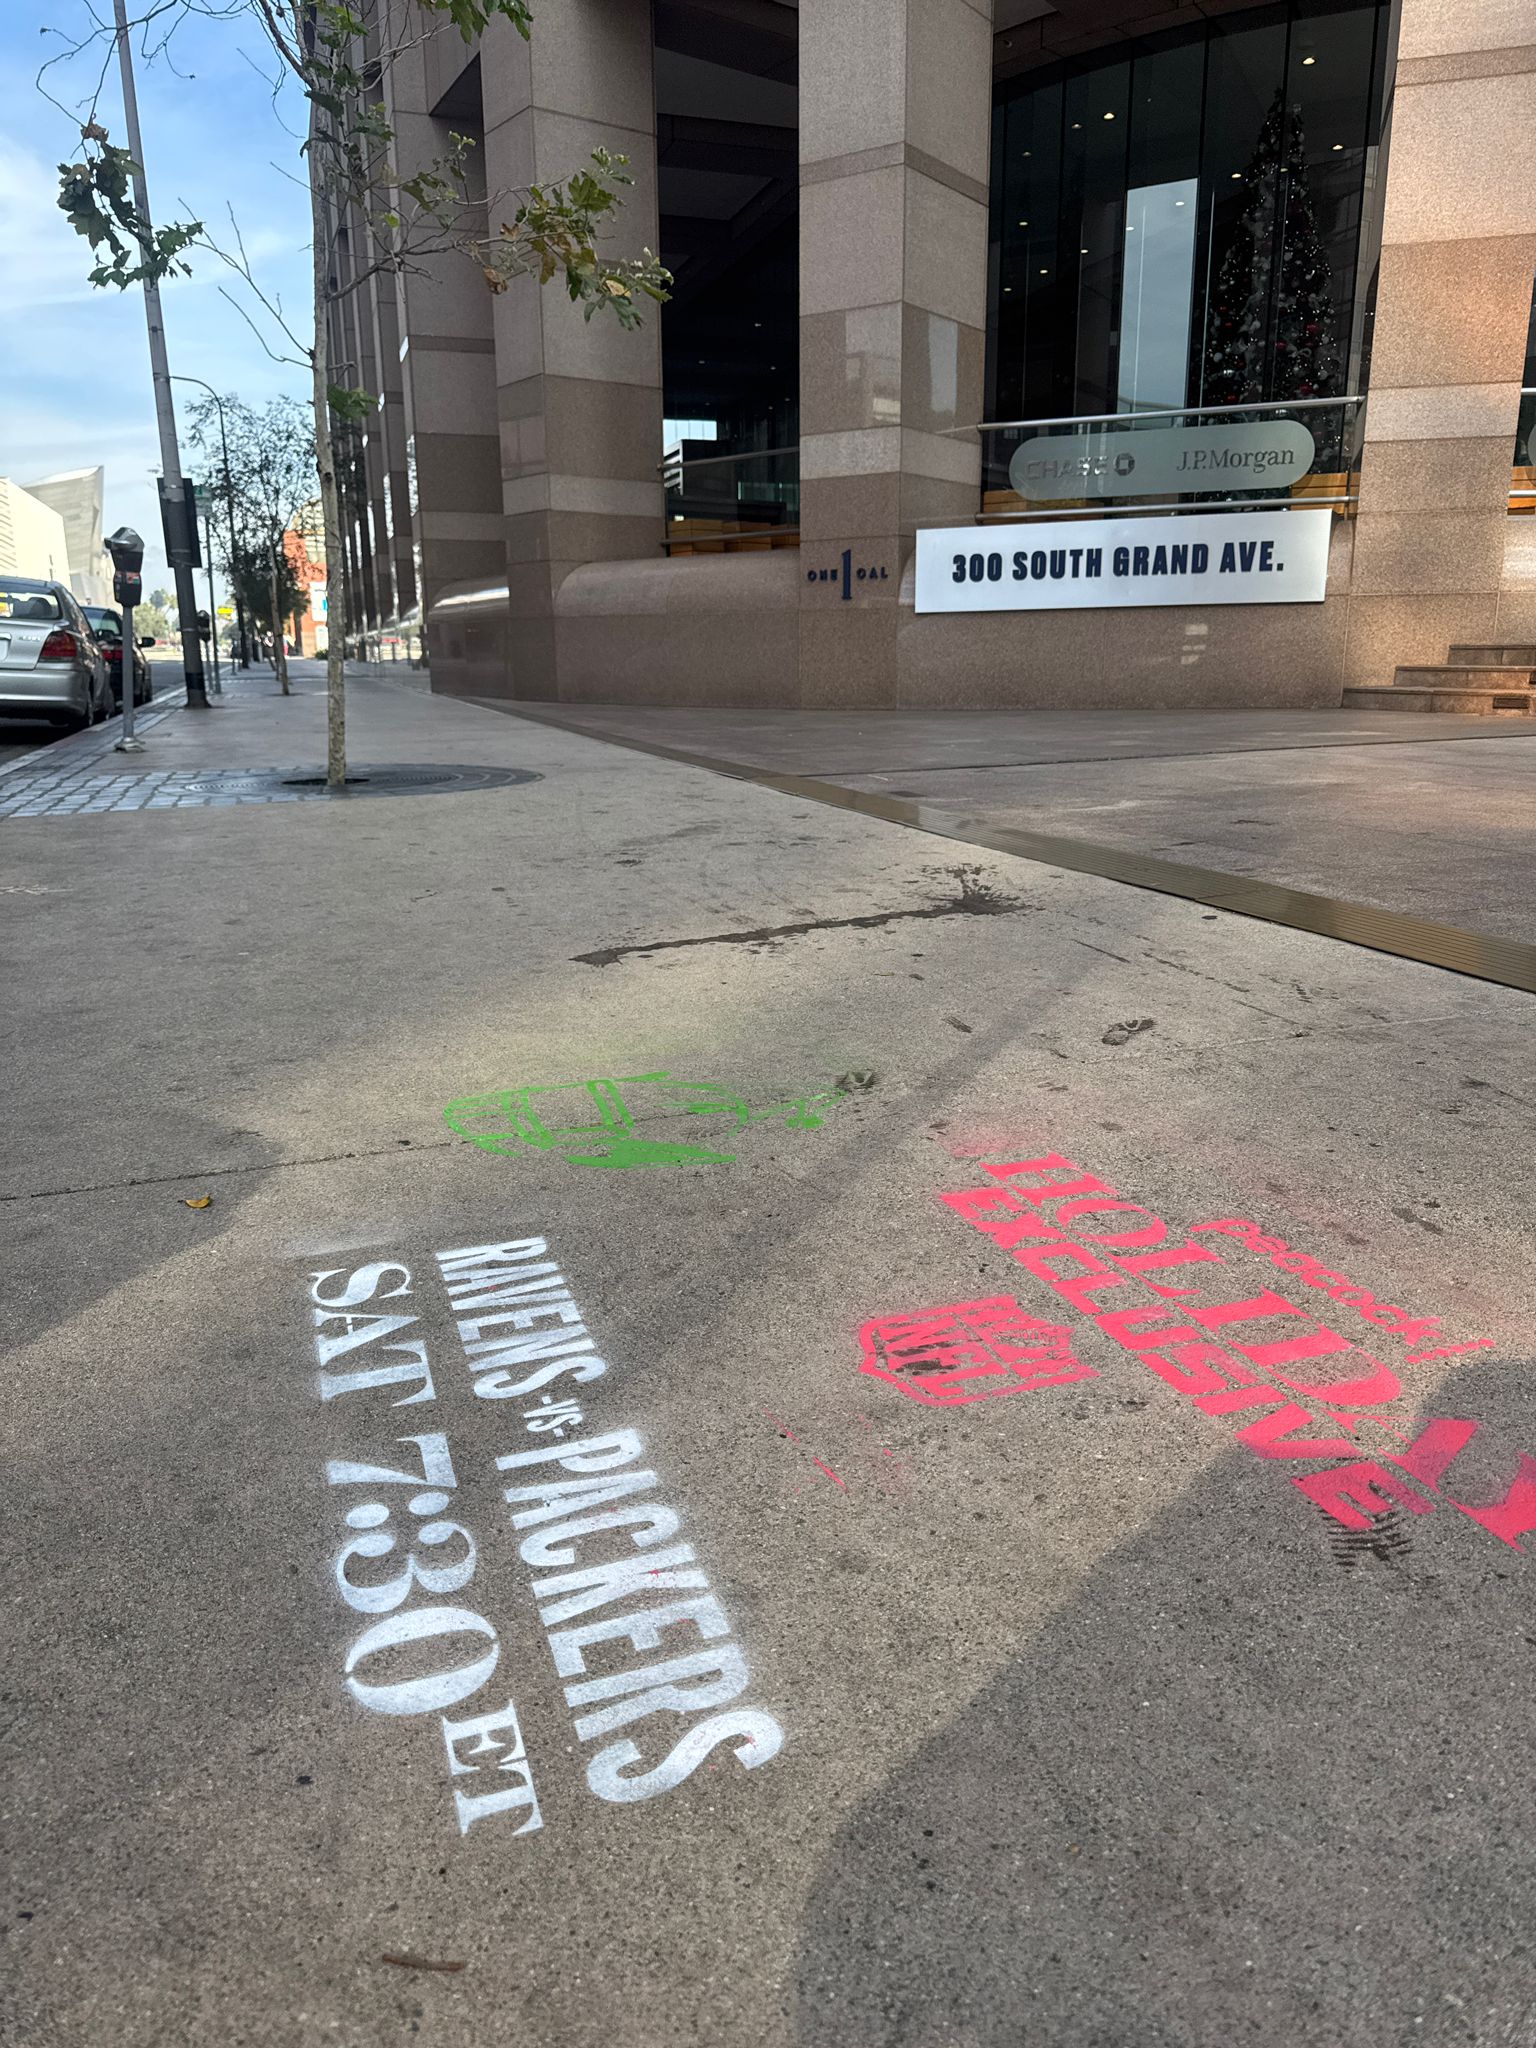 CHASE J.P.Morgan
ONE 1 CAL
300 SOUTH GRAND AVE.
peacock
HOLIDAY
EXCLUSIVE
NFL
RAVENS -VS- PACKERS
SAT 7:30 ET